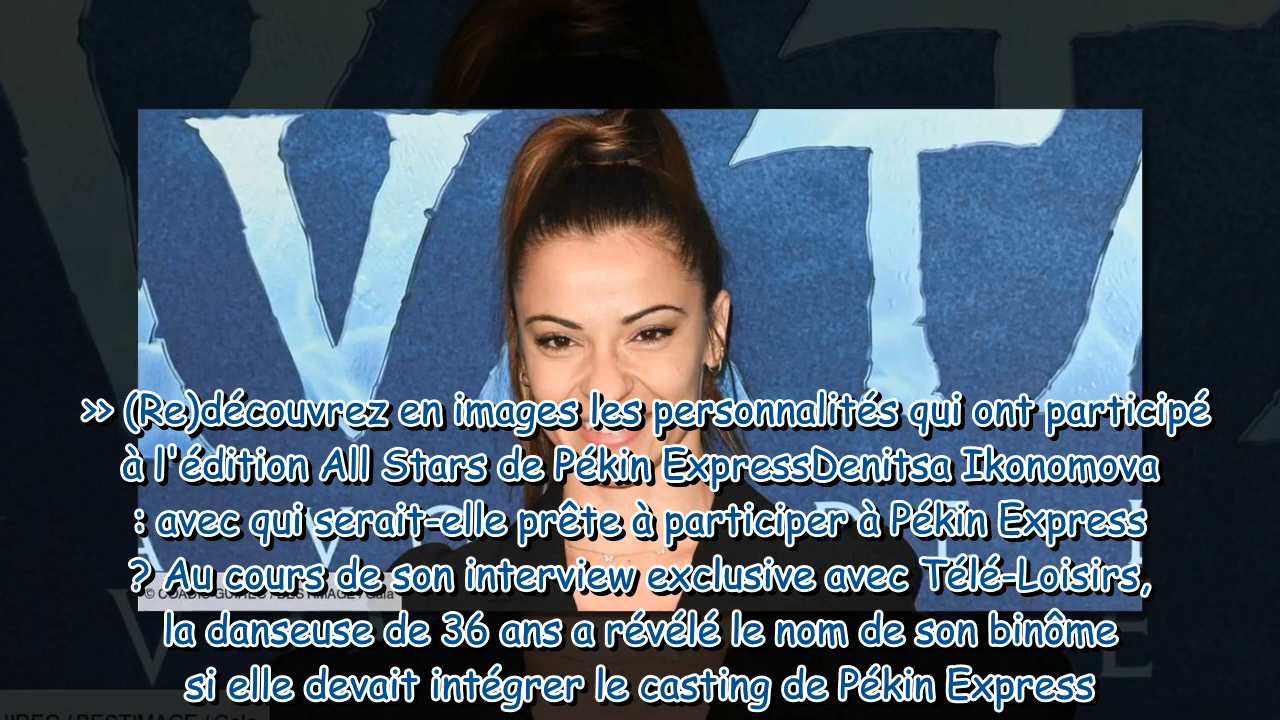 >> (Re)découvrez en images les personnalités qui ont participé
à l'édition All Stars de Pékin ExpressDenitsa Ikonomova
: avec qui serait-elle prête à participer à Pékin Express
? Au cours de son interview exclusive avec Télé-Loisirs,
la danseuse de 36 ans a révélé le nom de son binôme
si elle devait intégrer le casting de Pékin Express